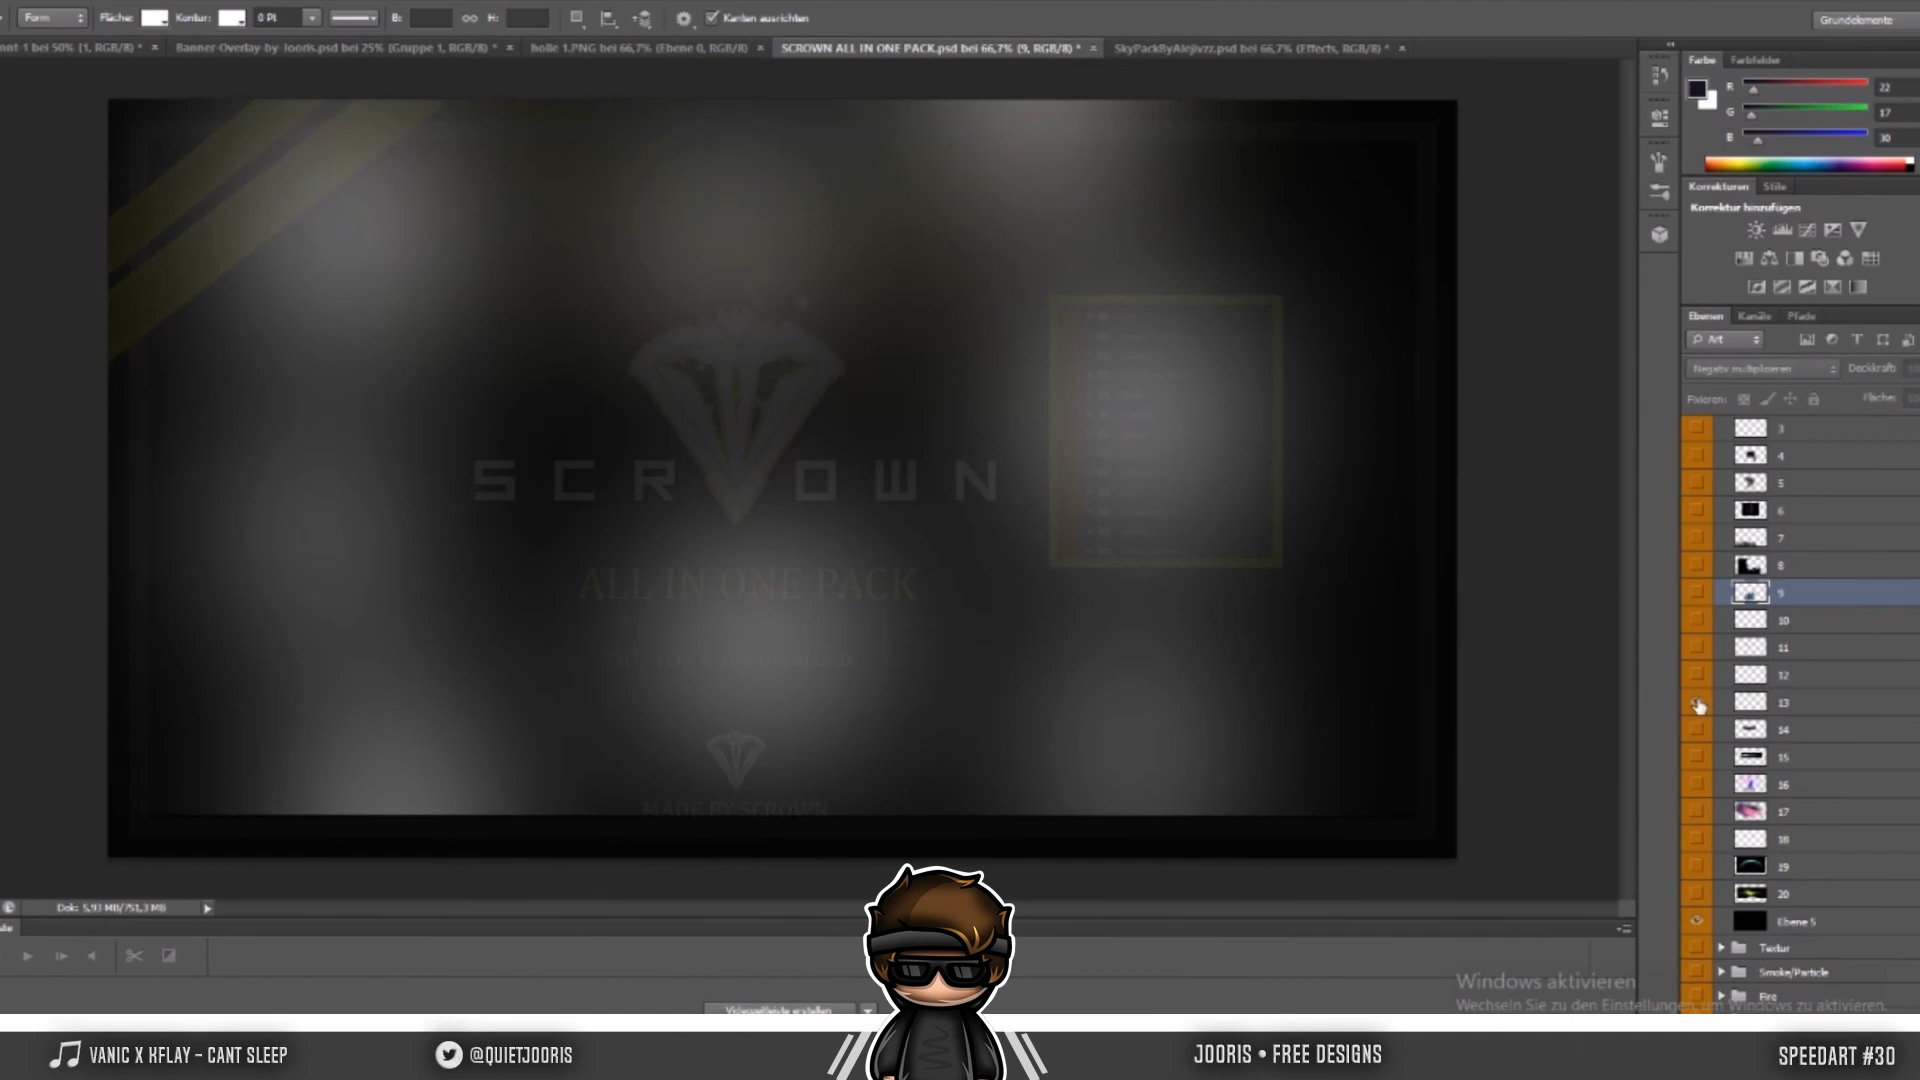 Form Fläche: Kontur: 0 Pt B: H: Kanten ausrichten Grundelemente
nnt-1 bei 50% (1, RGB/8) * × Banner-Overlay-by-Jooris.psd bei 25% (Gruppe 1, RGB/8) * × holle 1.PNG bei 66,7% (Ebene 0, RGB/8) × SCROWN ALL IN ONE PACK.psd bei 66,7% (9, RGB/8) * × SkyPackByAlejivzz.psd bei 66,7% (Effects, RGB/8) * ×
Farbe Farbfelder
R 22
G 17
B 30
Korrekturen Stile
Korrektur hinzufügen
Ebenen Kanäle Pfade
Art
Negativ multiplizieren Deckkraft:
Fixieren: Fläche:
3
4
5
6
7
8
9
10
11
12
13
14
15
16
17
18
19
20
Ebene 5
Textur
Smoke/Particle
Fire
SCR OWN
ALL IN ONE PACK
MADE BY SCROWN
Dok: 5,93 MB/751,3 MB
Videozeitleiste erstellen
Windows aktivieren
Wechseln Sie zu den Einstellungen, um Windows zu aktivieren.
VANIC X KFLAY - CANT SLEEP @QUIETJOORIS JOORIS • FREE DESIGNS SPEEDART #30